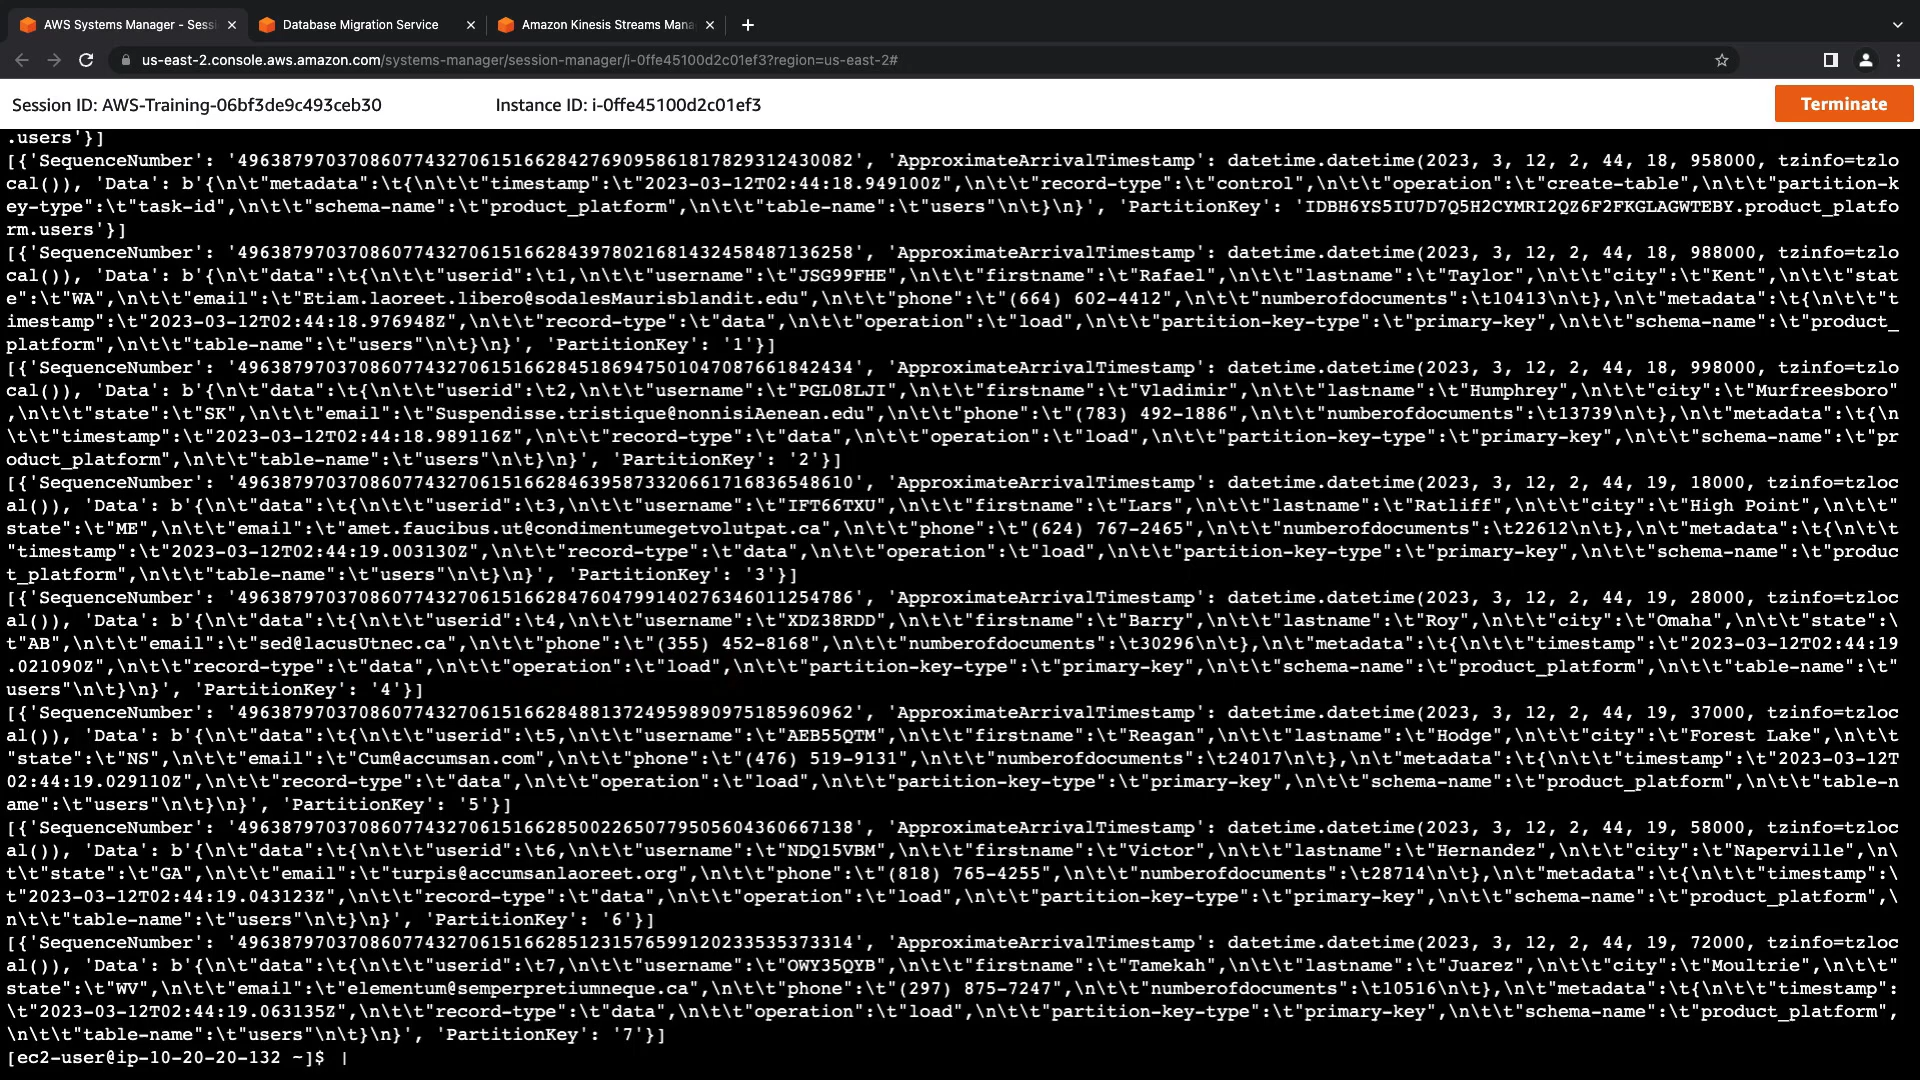 AWS Systems Manager - Sess
Database Migration Service
Amazon Kinesis Streams Mana
us-east-2.console.aws.amazon.com/systems-manager/session-manager/i-0ffe45100d2c01ef3?region=us-east-2#
Session ID: AWS-Training-06bf3de9c493ceb30
Instance ID: i-0ffe45100d2c01ef3
Terminate
.users'}]
[{'SequenceNumber': '49638797037086077432706151662842769095861817829312430082', 'ApproximateArrivalTimestamp': datetime.datetime(2023, 3, 12, 2, 44, 18, 958000, tzinfo=tzlo
cal()), 'Data': b'{\n\t"metadata":\t{\n\t\t"timestamp":\t"2023-03-12T02:44:18.949100Z",\n\t\t"record-type":\t"control",\n\t\t"operation":\t"create-table",\n\t\t"partition-k
ey-type":\t"task-id",\n\t\t"schema-name":\t"product_platform",\n\t\t"table-name":\t"users"\n\t}\n}', 'PartitionKey': 'IDBH6YS5IU7D7Q5H2CYMRI2QZ6F2FKGLAGWTEBY.product_platfo
rm.users'}]
[{'SequenceNumber': '49638797037086077432706151662843978021681432458487136258', 'ApproximateArrivalTimestamp': datetime.datetime(2023, 3, 12, 2, 44, 18, 988000, tzinfo=tzlo
cal()), 'Data': b'{\n\t"data":\t{\n\t\t"userid":\t1,\n\t\t"username":\t"JSG99FHE",\n\t\t"firstname":\t"Rafael",\n\t\t"lastname":\t"Taylor",\n\t\t"city":\t"Kent",\n\t\t"stat
e":\t"WA",\n\t\t"email":\t"Etiam.laoreet.libero@sodalesMaurisblandit.edu",\n\t\t"phone":\t"(664) 602-4412",\n\t\t"numberofdocuments":\t10413\n\t},\n\t"metadata":\t{\n\t\t"t
imestamp":\t"2023-03-12T02:44:18.976948Z",\n\t\t"record-type":\t"data",\n\t\t"operation":\t"load",\n\t\t"partition-key-type":\t"primary-key",\n\t\t"schema-name":\t"product_
platform",\n\t\t"table-name":\t"users"\n\t}\n}', 'PartitionKey': '1'}]
[{'SequenceNumber': '49638797037086077432706151662845186947501047087661842434', 'ApproximateArrivalTimestamp': datetime.datetime(2023, 3, 12, 2, 44, 18, 998000, tzinfo=tzlo
cal()), 'Data': b'{\n\t"data":\t{\n\t\t"userid":\t2,\n\t\t"username":\t"PGL08LJI",\n\t\t"firstname":\t"Vladimir",\n\t\t"lastname":\t"Humphrey",\n\t\t"city":\t"Murfreesboro"
,\n\t\t"state":\t"SK",\n\t\t"email":\t"Suspendisse.tristique@nonnisiAenean.edu",\n\t\t"phone":\t"(783) 492-1886",\n\t\t"numberofdocuments":\t13739\n\t},\n\t"metadata":\t{\n
\t\t"timestamp":\t"2023-03-12T02:44:18.989116Z",\n\t\t"record-type":\t"data",\n\t\t"operation":\t"load",\n\t\t"partition-key-type":\t"primary-key",\n\t\t"schema-name":\t"pr
oduct_platform",\n\t\t"table-name":\t"users"\n\t}\n}', 'PartitionKey': '2'}]
[{'SequenceNumber': '49638797037086077432706151662846395873320661716836548610', 'ApproximateArrivalTimestamp': datetime.datetime(2023, 3, 12, 2, 44, 19, 18000, tzinfo=tzloc
al()), 'Data': b'{\n\t"data":\t{\n\t\t"userid":\t3,\n\t\t"username":\t"IFT66TXU",\n\t\t"firstname":\t"Lars",\n\t\t"lastname":\t"Ratliff",\n\t\t"city":\t"High Point",\n\t\t"
state":\t"ME",\n\t\t"email":\t"amet.faucibus.ut@condimentumegetvolutpat.ca",\n\t\t"phone":\t"(624) 767-2465",\n\t\t"numberofdocuments":\t22612\n\t},\n\t"metadata":\t{\n\t\t
"timestamp":\t"2023-03-12T02:44:19.003130Z",\n\t\t"record-type":\t"data",\n\t\t"operation":\t"load",\n\t\t"partition-key-type":\t"primary-key",\n\t\t"schema-name":\t"produc
t_platform",\n\t\t"table-name":\t"users"\n\t}\n}', 'PartitionKey': '3'}]
[{'SequenceNumber': '49638797037086077432706151662847604799140276346011254786', 'ApproximateArrivalTimestamp': datetime.datetime(2023, 3, 12, 2, 44, 19, 28000, tzinfo=tzloc
al()), 'Data': b'{\n\t"data":\t{\n\t\t"userid":\t4,\n\t\t"username":\t"XDZ38RDD",\n\t\t"firstname":\t"Barry",\n\t\t"lastname":\t"Roy",\n\t\t"city":\t"Omaha",\n\t\t"state":\
t"AB",\n\t\t"email":\t"sed@lacusUtnec.ca",\n\t\t"phone":\t"(355) 452-8168",\n\t\t"numberofdocuments":\t30296\n\t},\n\t"metadata":\t{\n\t\t"timestamp":\t"2023-03-12T02:44:19
.021090Z",\n\t\t"record-type":\t"data",\n\t\t"operation":\t"load",\n\t\t"partition-key-type":\t"primary-key",\n\t\t"schema-name":\t"product_platform",\n\t\t"table-name":\t"
users"\n\t}\n}', 'PartitionKey': '4'}]
[{'SequenceNumber': '49638797037086077432706151662848813724959890975185960962', 'ApproximateArrivalTimestamp': datetime.datetime(2023, 3, 12, 2, 44, 19, 37000, tzinfo=tzloc
al()), 'Data': b'{\n\t"data":\t{\n\t\t"userid":\t5,\n\t\t"username":\t"AEB55QTM",\n\t\t"firstname":\t"Reagan",\n\t\t"lastname":\t"Hodge",\n\t\t"city":\t"Forest Lake",\n\t\t
"state":\t"NS",\n\t\t"email":\t"Cum@accumsan.com",\n\t\t"phone":\t"(476) 519-9131",\n\t\t"numberofdocuments":\t24017\n\t},\n\t"metadata":\t{\n\t\t"timestamp":\t"2023-03-12T
02:44:19.029110Z",\n\t\t"record-type":\t"data",\n\t\t"operation":\t"load",\n\t\t"partition-key-type":\t"primary-key",\n\t\t"schema-name":\t"product_platform",\n\t\t"table-n
ame":\t"users"\n\t}\n}', 'PartitionKey': '5'}]
[{'SequenceNumber': '49638797037086077432706151662850022650779505604360667138', 'ApproximateArrivalTimestamp': datetime.datetime(2023, 3, 12, 2, 44, 19, 58000, tzinfo=tzloc
al()), 'Data': b'{\n\t"data":\t{\n\t\t"userid":\t6,\n\t\t"username":\t"NDQ15VBM",\n\t\t"firstname":\t"Victor",\n\t\t"lastname":\t"Hernandez",\n\t\t"city":\t"Naperville",\n\
t\t"state":\t"GA",\n\t\t"email":\t"turpis@accumsanlaoreet.org",\n\t\t"phone":\t"(818) 765-4255",\n\t\t"numberofdocuments":\t28714\n\t},\n\t"metadata":\t{\n\t\t"timestamp":\
t"2023-03-12T02:44:19.043123Z",\n\t\t"record-type":\t"data",\n\t\t"operation":\t"load",\n\t\t"partition-key-type":\t"primary-key",\n\t\t"schema-name":\t"product_platform",\
n\t\t"table-name":\t"users"\n\t}\n}', 'PartitionKey': '6'}]
[{'SequenceNumber': '49638797037086077432706151662851231576599120233535373314', 'ApproximateArrivalTimestamp': datetime.datetime(2023, 3, 12, 2, 44, 19, 72000, tzinfo=tzloc
al()), 'Data': b'{\n\t"data":\t{\n\t\t"userid":\t7,\n\t\t"username":\t"OWY35QYB",\n\t\t"firstname":\t"Tamekah",\n\t\t"lastname":\t"Juarez",\n\t\t"city":\t"Moultrie",\n\t\t"
state":\t"WV",\n\t\t"email":\t"elementum@semperpretiumneque.ca",\n\t\t"phone":\t"(297) 875-7247",\n\t\t"numberofdocuments":\t10516\n\t},\n\t"metadata":\t{\n\t\t"timestamp":
\t"2023-03-12T02:44:19.063135Z",\n\t\t"record-type":\t"data",\n\t\t"operation":\t"load",\n\t\t"partition-key-type":\t"primary-key",\n\t\t"schema-name":\t"product_platform",
\n\t\t"table-name":\t"users"\n\t}\n}', 'PartitionKey': '7'}]
[ec2-user@ip-10-20-20-132 ~]$